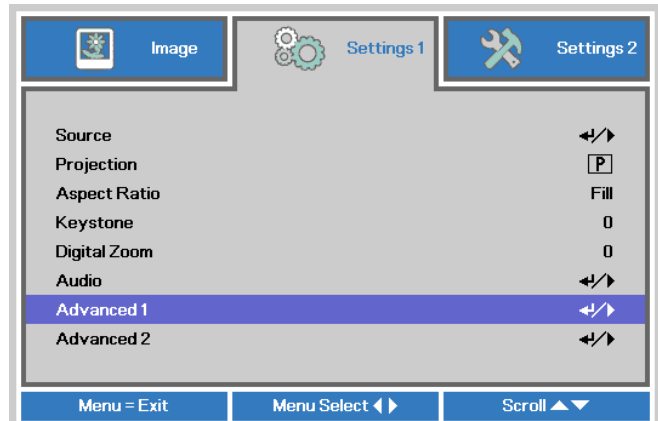 Image Settings 1 Settings 2
Source
Projection P
Aspect Ratio Fill
Keystone 0
Digital Zoom 0
Audio
Advanced 1
Advanced 2
Menu = Exit Menu Select Scroll